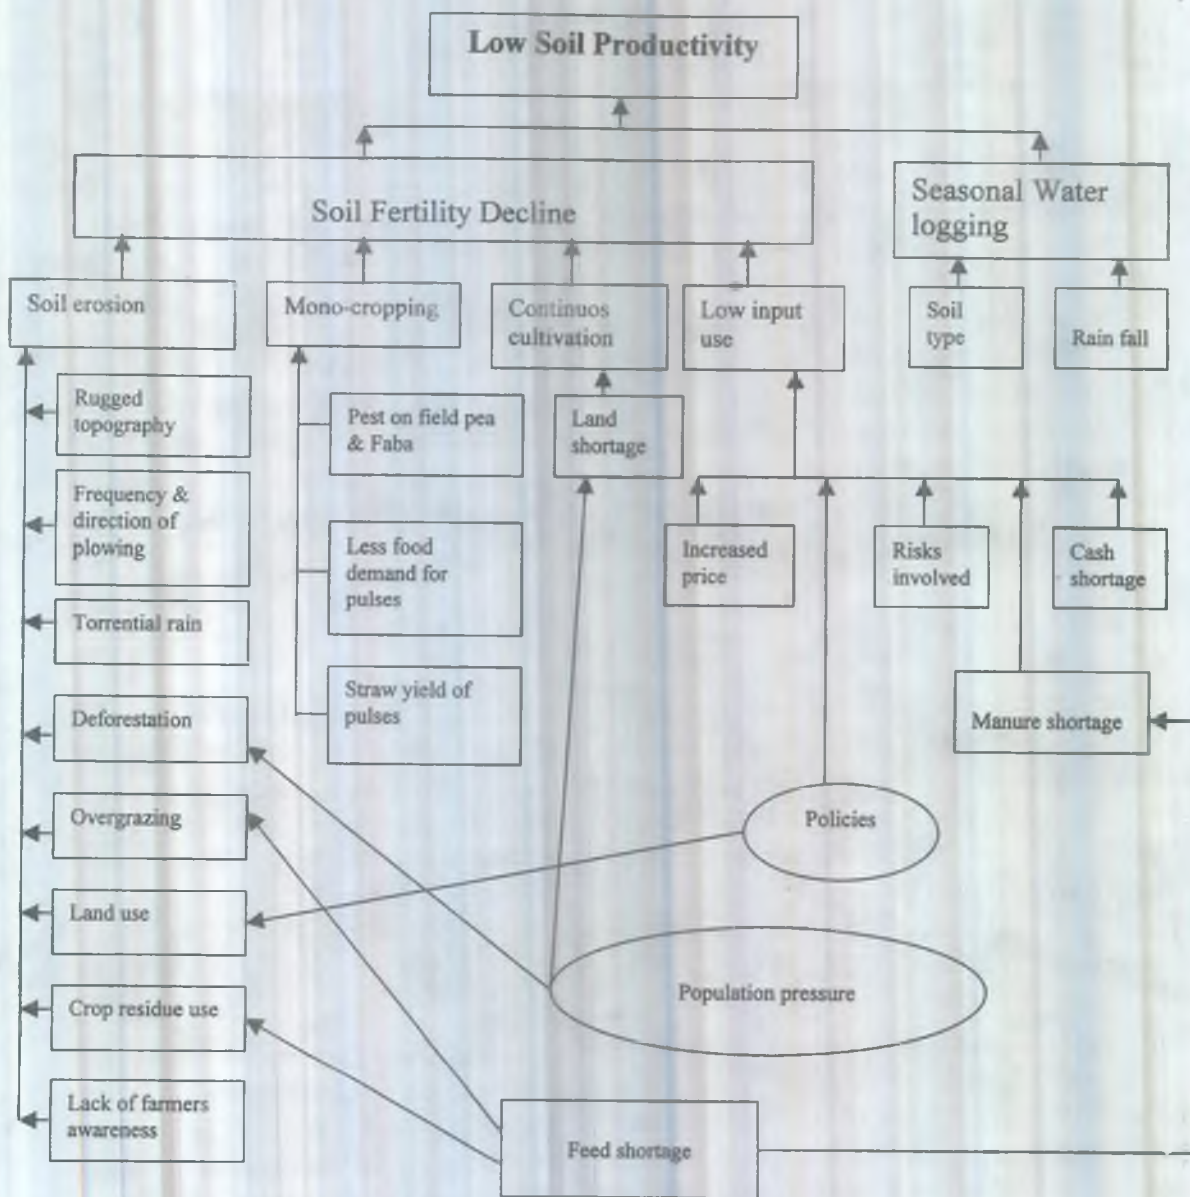 Low Soil Productivity
Soil Fertility Decline
Seasonal Water
logging
Soil erosion
Mono-cropping
Continuos
cultivation
Low input
use
Soil
type
Rain fall
Rugged
topography
Pest on field pea
& Faba
Land
shortage
Frequency &
direction of
plowing
Less food
demand for
pulses
Increased
price
Risks
involved
Cash
shortage
Torrential rain
Straw yield of
pulses
Deforestation
Manure shortage
Overgrazing
Policies
Land use
Population pressure
Crop residue use
Lack of farmers
awareness
Feed shortage